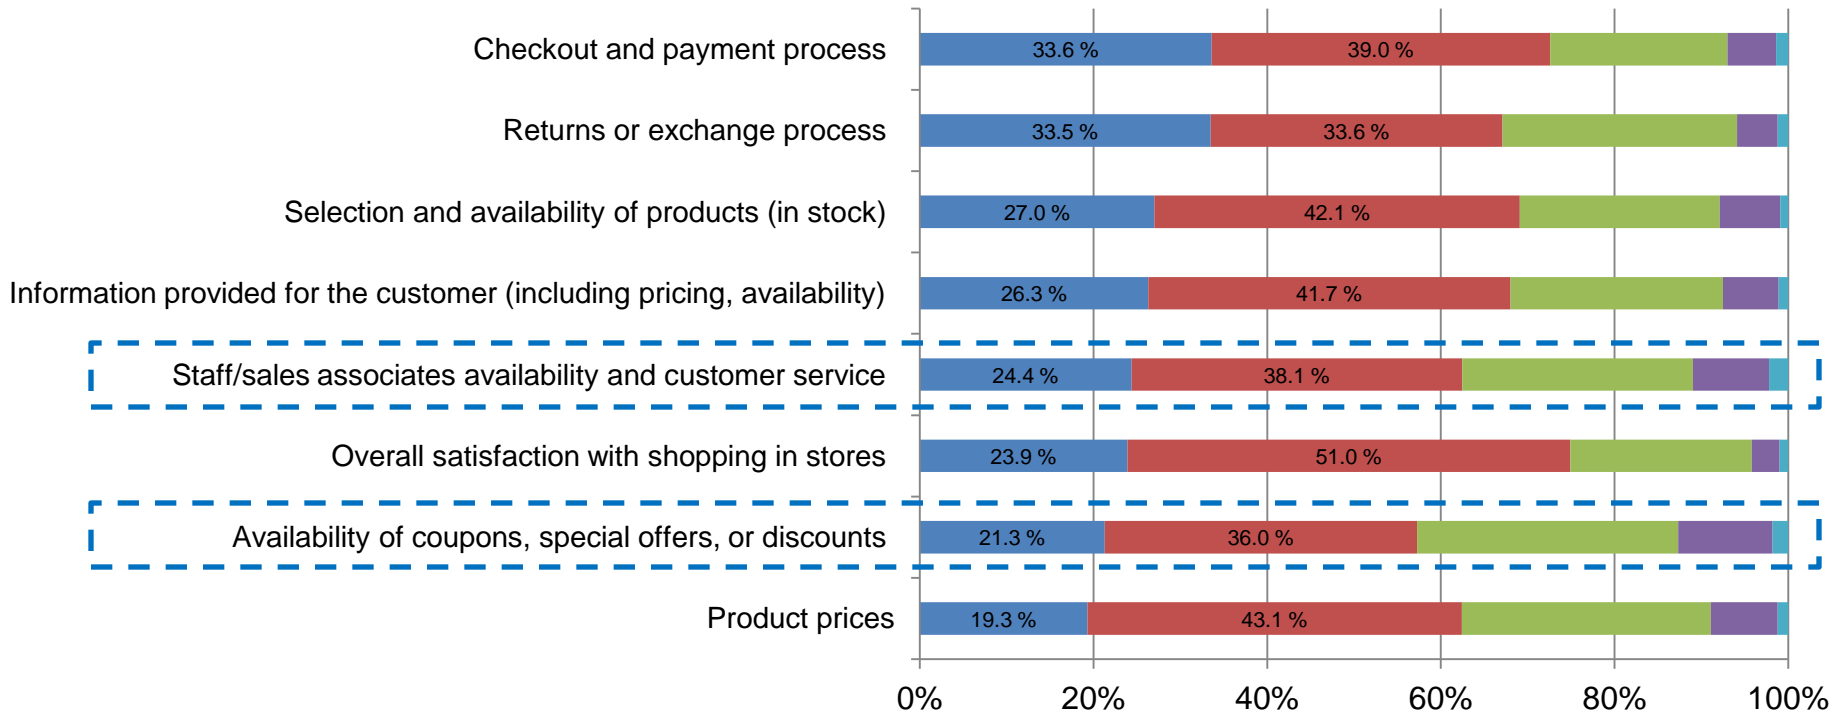 Checkout and payment process 33.6 % 39.0 %
Returns or exchange process 33.5 % 33.6 %
Selection and availability of products (in stock) 27.0 % 42.1 %
Information provided for the customer (including pricing, availability) 26.3 % 41.7 %
Staff/sales associates availability and customer service 24.4 % 38.1 %
Overall satisfaction with shopping in stores 23.9 % 51.0 %
Availability of coupons, special offers, or discounts 21.3 % 36.0 %
Product prices 19.3 % 43.1 %
0% 20% 40% 60% 80% 100%